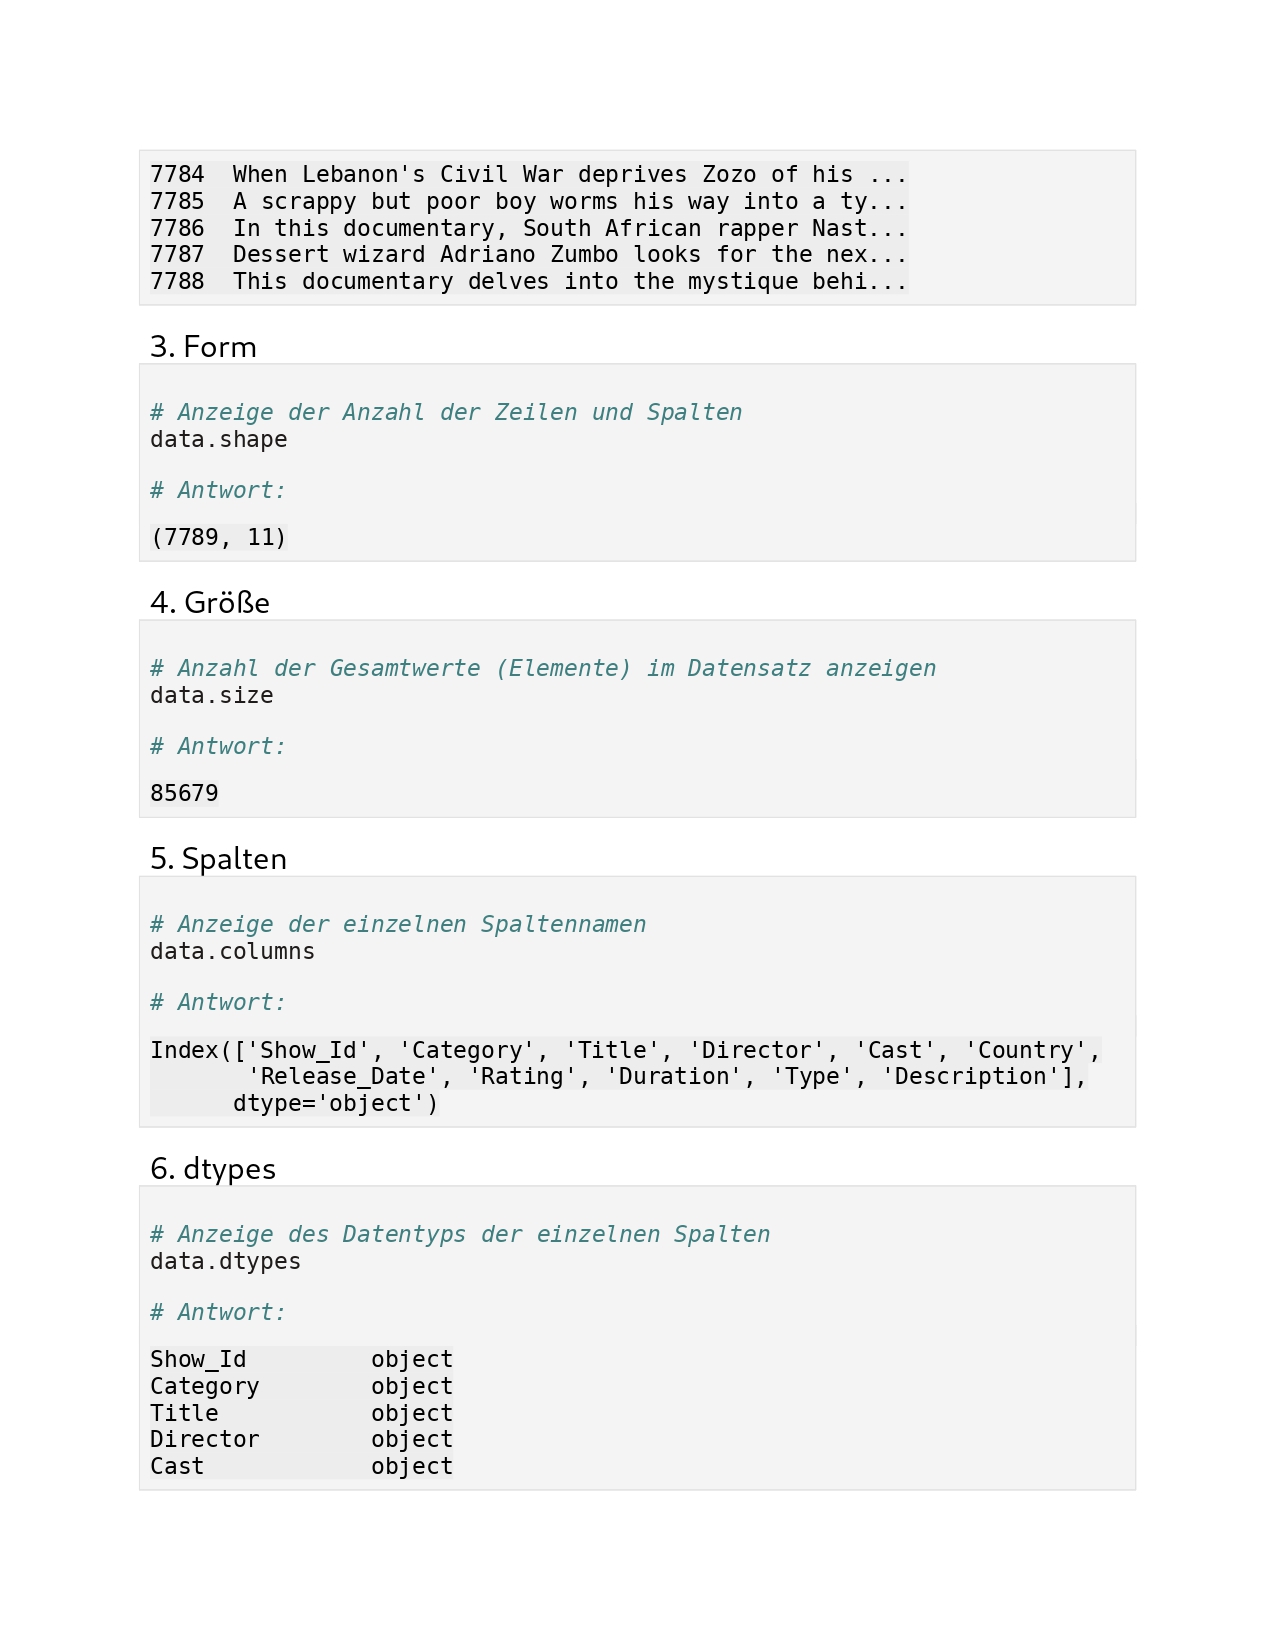 7784  When Lebanon's Civil War deprives Zozo of his ...
7785  A scrappy but poor boy worms his way into a ty...
7786  In this documentary, South African rapper Nast...
7787  Dessert wizard Adriano Zumbo looks for the nex...
7788  This documentary delves into the mystique behi...
3. Form
# Anzeige der Anzahl der Zeilen und Spalten
data.shape
# Antwort:
(7789, 11)
4. Größe
# Anzahl der Gesamtwerte (Elemente) im Datensatz anzeigen
data.size
# Antwort:
85679
5. Spalten
# Anzeige der einzelnen Spaltennamen
data.columns
# Antwort:
Index(['Show_Id', 'Category', 'Title', 'Director', 'Cast', 'Country',
       'Release_Date', 'Rating', 'Duration', 'Type', 'Description'],
      dtype='object')
6. dtypes
# Anzeige des Datentyps der einzelnen Spalten
data.dtypes
# Antwort:
Show_Id         object
Category        object
Title           object
Director        object
Cast            object